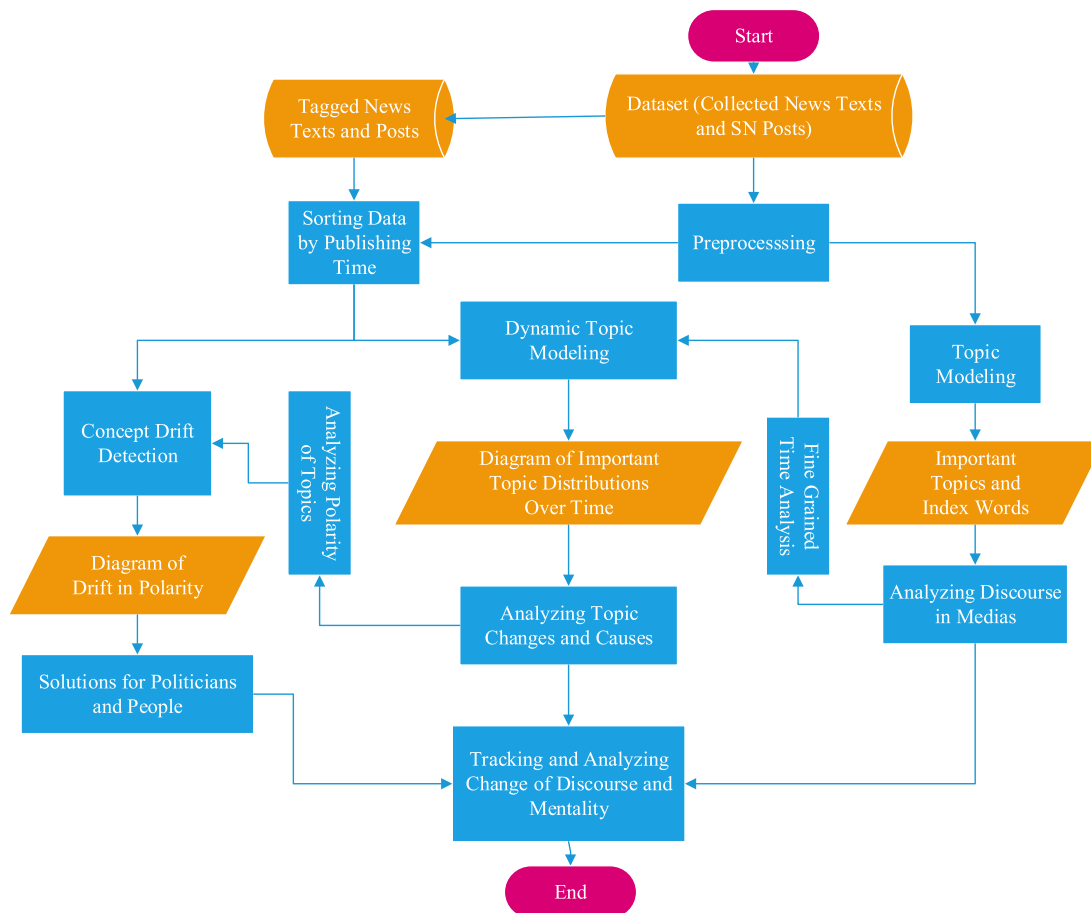 Start
Dataset (Collected News Texts
and SN Posts)
Tagged News
Texts and Posts
Sorting Data
by Publishing
Time
Preprocesssing
Dynamic Topic
Modeling
Topic
Modeling
Concept Drift
Detection
Analyzing Polarity
of Topics
Diagram of Important
Topic Distributions
Over Time
Fine Grained
Time Analysis
Important
Topics and
Index Words
Diagram of
Drift in Polarity
Analyzing Topic
Changes and Causes
Analyzing Discourse
in Medias
Solutions for Politicians
and People
Tracking and Analyzing
Change of Discourse and
Mentality
End